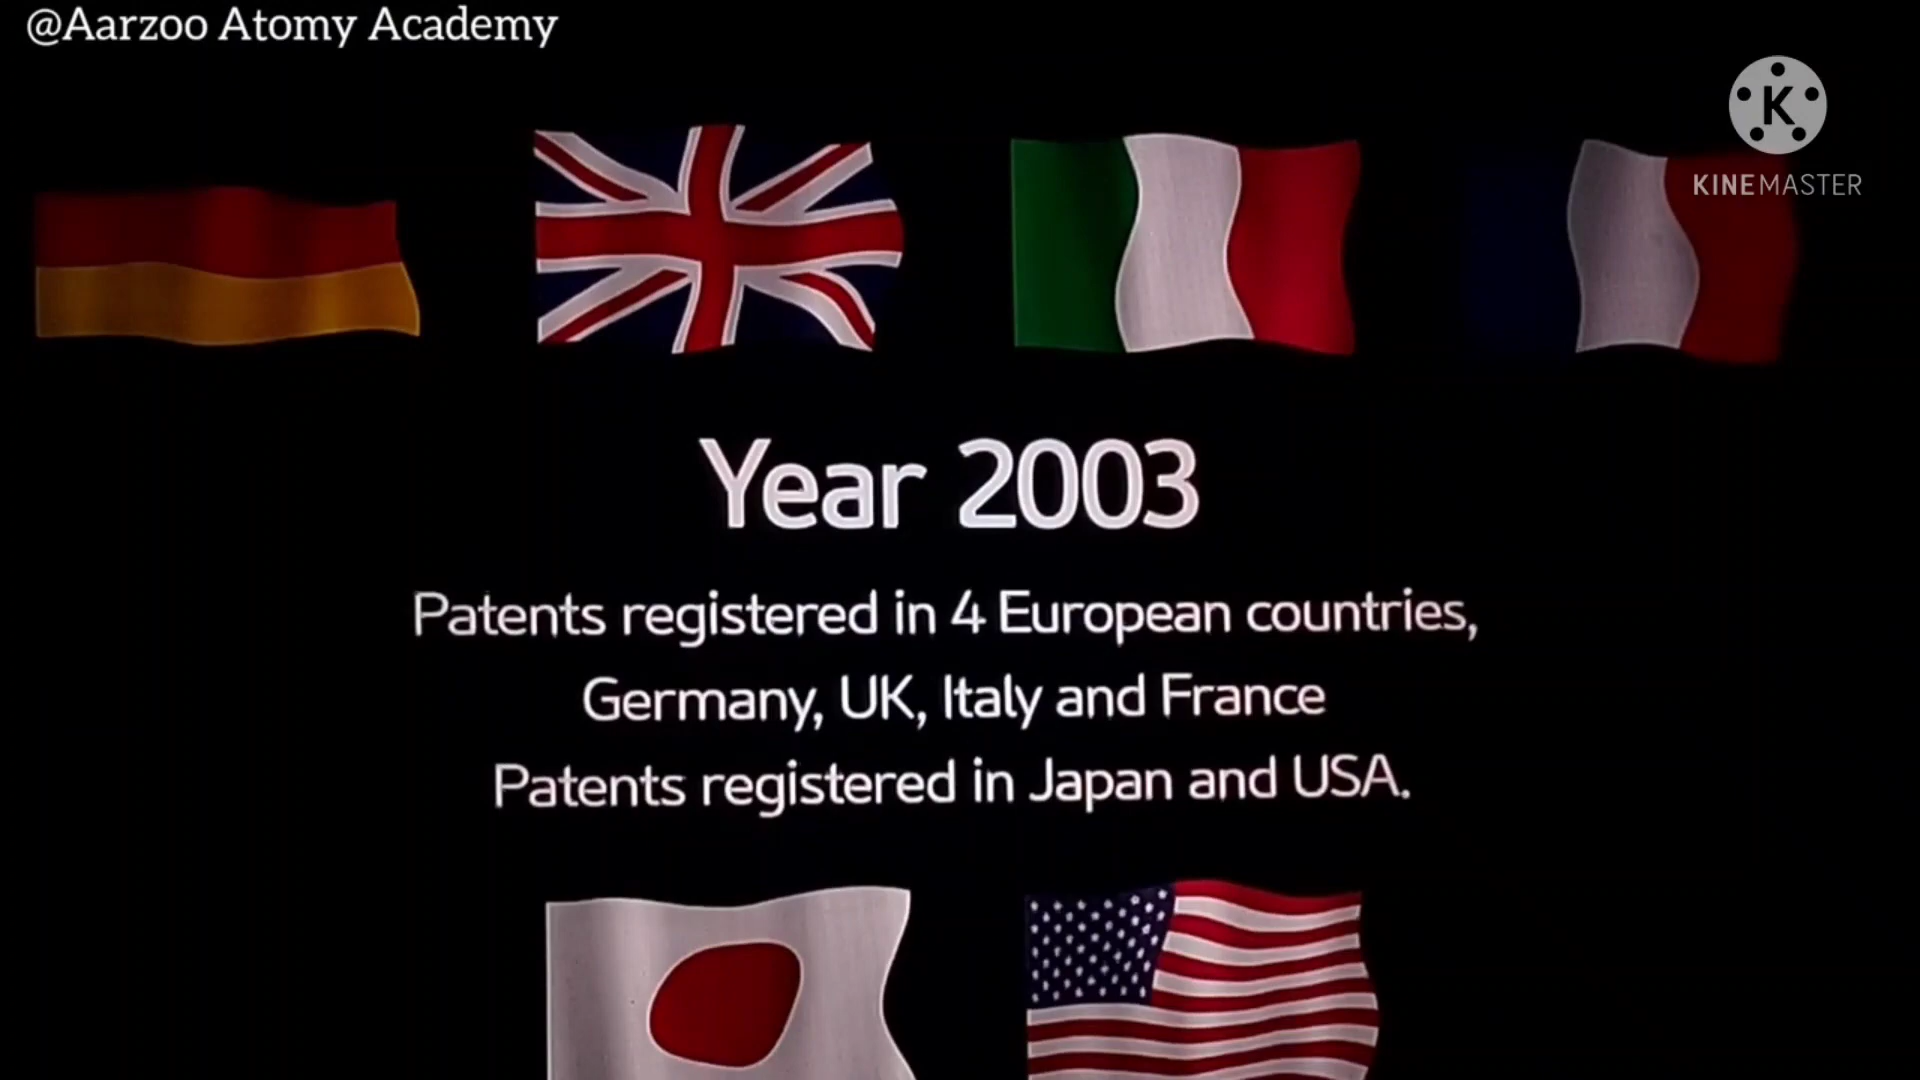 @Aarzoo Atomy Academy
K
KINEMASTER
Year 2003
Patents registered in 4 European countries,
Germany, UK, Italy and France
Patents registered in Japan and USA.